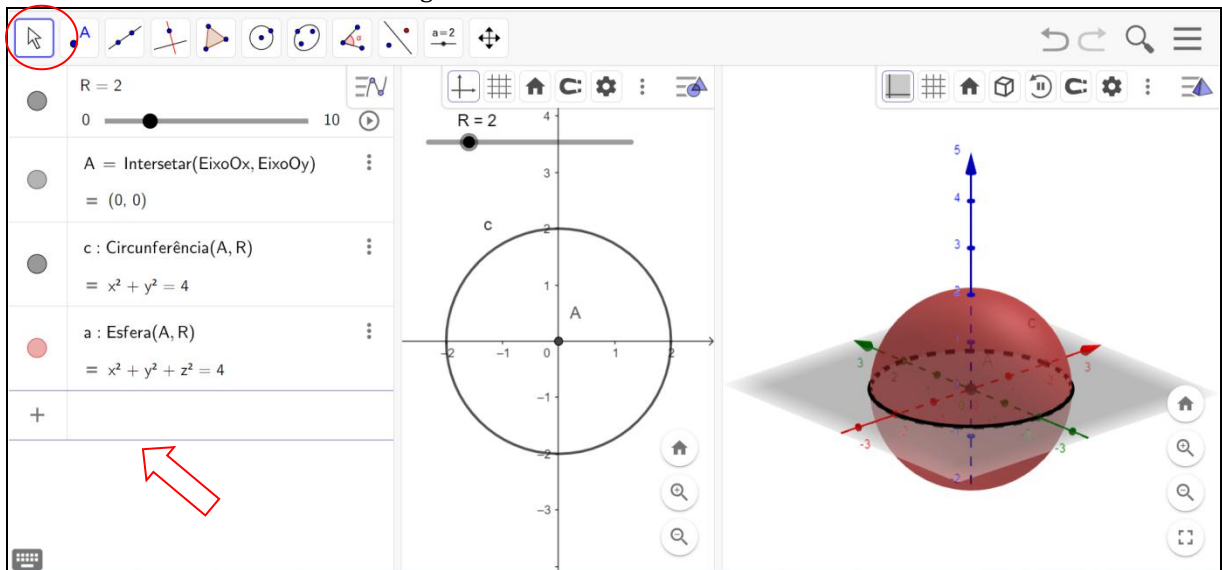 A
α
a=2
R = 2
0
10
A = Intersetar(EixoOx, EixoOy)
= (0, 0)
c : Circunferência(A, R)
= x² + y² = 4
a : Esfera(A, R)
= x² + y² + z² = 4
+
R = 2
4
3
c
2
1
A
-2
-1
0
1
2
-1
-2
-3
5
4
3
2
c
3
3
-3
-3
-2